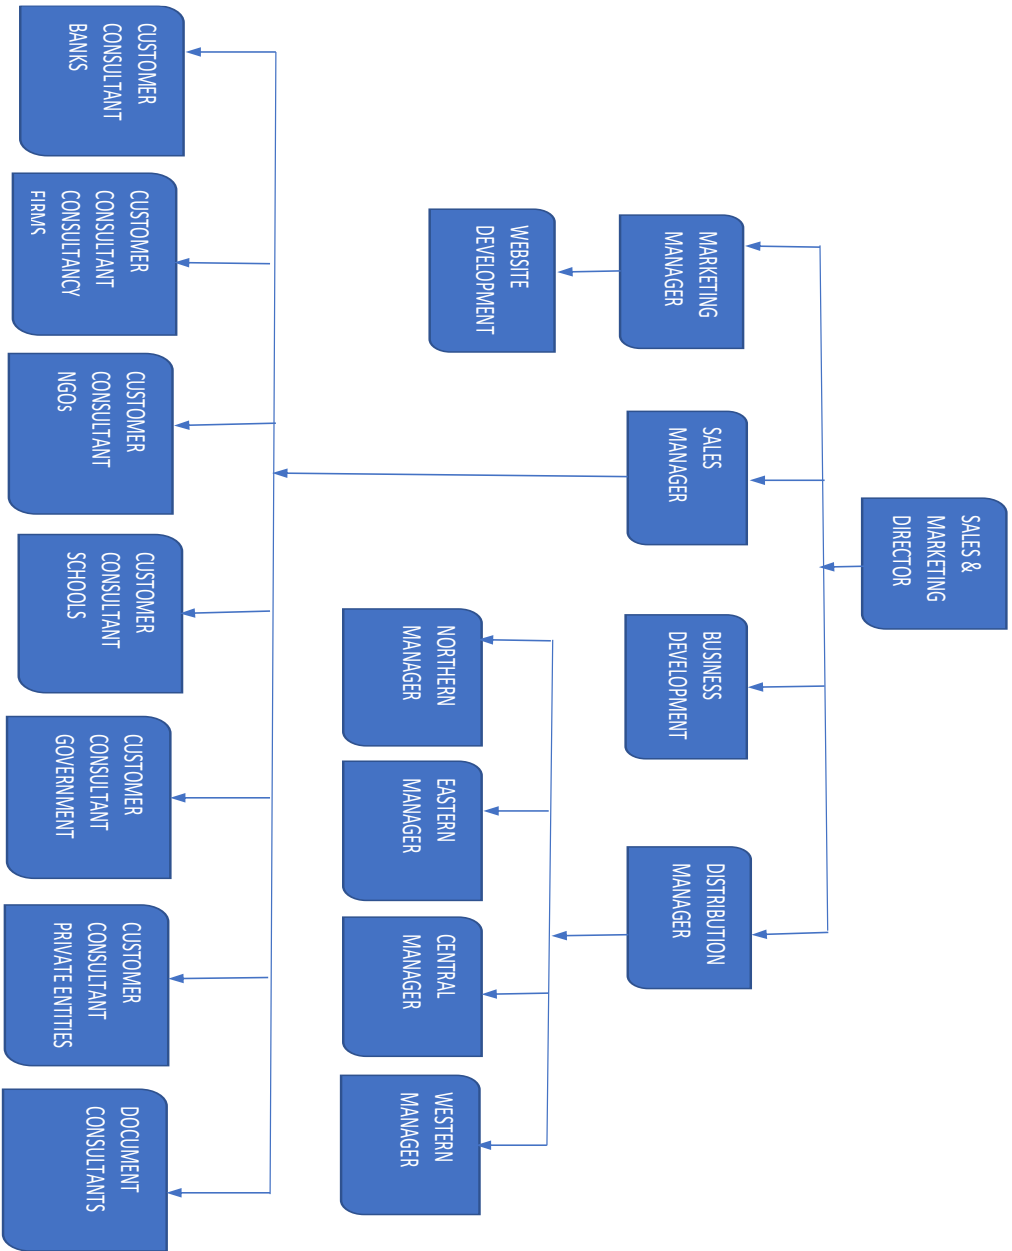 SALES &
MARKETING
DIRECTOR
MARKETING
MANAGER
SALES
MANAGER
BUSINESS
DEVELOPMENT
DISTRIBUTION
MANAGER
WEBSITE
DEVELOPMENT
NORTHERN
MANAGER
EASTERN
MANAGER
CENTRAL
MANAGER
WESTERN
MANAGER
CUSTOMER
CONSULTANT
BANKS
CUSTOMER
CONSULTANT
CONSULTANCY
FIRMS
CUSTOMER
CONSULTANT
NGOs
CUSTOMER
CONSULTANT
SCHOOLS
CUSTOMER
CONSULTANT
GOVERNMENT
CUSTOMER
CONSULTANT
PRIVATE ENTITIES
DOCUMENT
CONSULTANTS